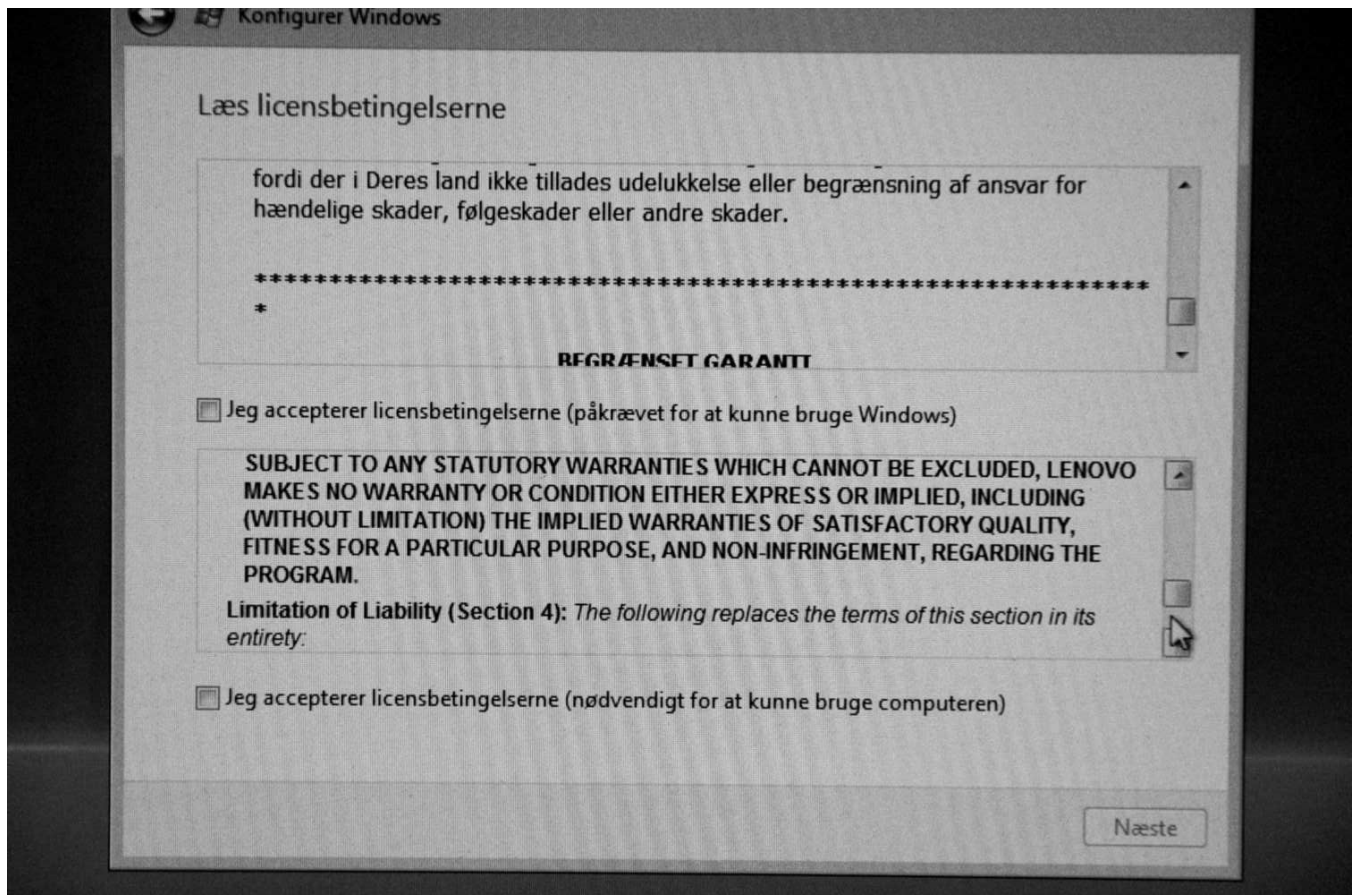 Konfigurer Windows
Læs licensbetingelserne
fordi der i Deres land ikke tillades udelukkelse eller begrænsning af ansvar for
hændelige skader, følgeskader eller andre skader.
************************************************************
*
BEGRÆNSET GARANTI
Jeg accepterer licensbetingelserne (påkrævet for at kunne bruge Windows)
SUBJECT TO ANY STATUTORY WARRANTIES WHICH CANNOT BE EXCLUDED, LENOVO
MAKES NO WARRANTY OR CONDITION EITHER EXPRESS OR IMPLIED, INCLUDING
(WITHOUT LIMITATION) THE IMPLIED WARRANTIES OF SATISFACTORY QUALITY,
FITNESS FOR A PARTICULAR PURPOSE, AND NON-INFRINGEMENT, REGARDING THE
PROGRAM.
Limitation of Liability (Section 4): The following replaces the terms of this section in its
entirety:
Jeg accepterer licensbetingelserne (nødvendigt for at kunne bruge computeren)
Næste